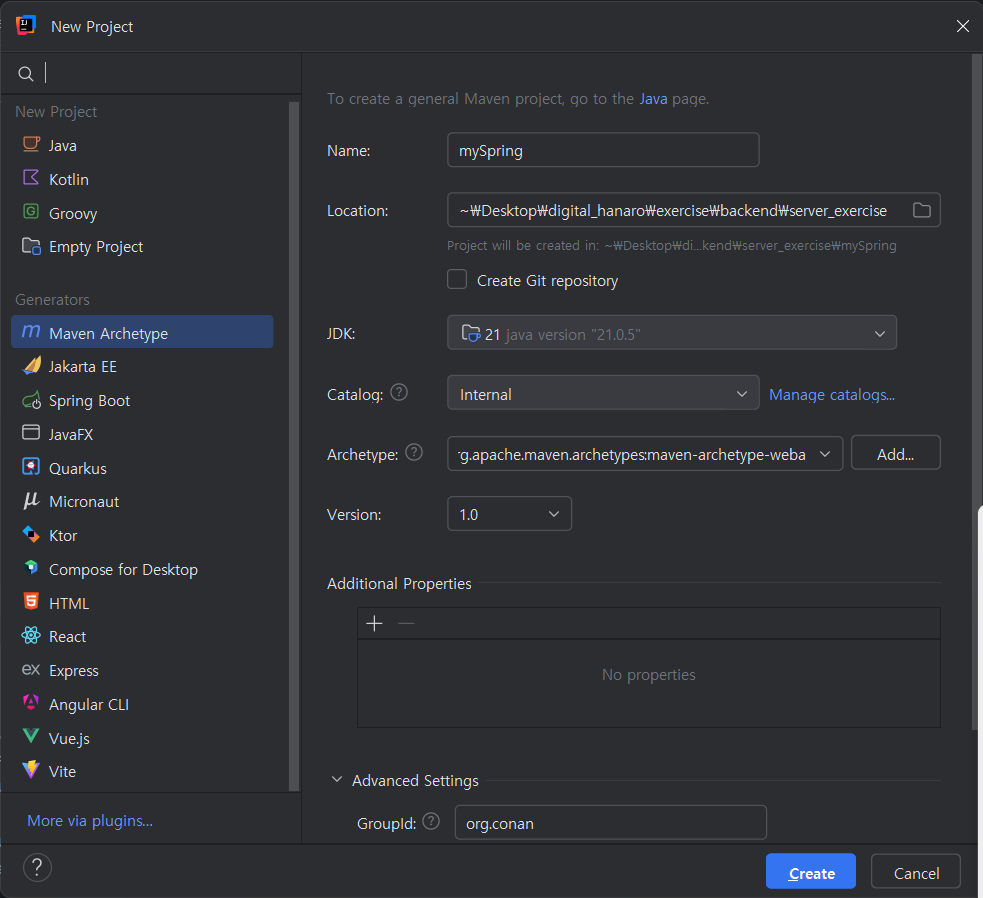 New Project
To create a general Maven project, go to the Java page.
New Project
Java
Kotlin
Groovy
Empty Project
Generators
Maven Archetype
Jakarta EE
Spring Boot
JavaFX
Quarkus
Micronaut
Ktor
Compose for Desktop
HTML
React
Express
Angular CLI
Vue.js
Vite
More via plugins...
Name: mySpring
Location: ~₩Desktop₩digital_hanaro₩exercise₩backend₩server_exercise
Project will be created in: ~₩Desktop₩di...kend₩server_exercise₩mySpring
Create Git repository
JDK: 21 java version "21.0.5"
Catalog: ? Internal Manage catalogs...
Archetype: ? rg.apache.maven.archetypes:maven-archetype-weba Add...
Version: 1.0
Additional Properties
No properties
Advanced Settings
GroupId: ? org.conan
? Create Cancel